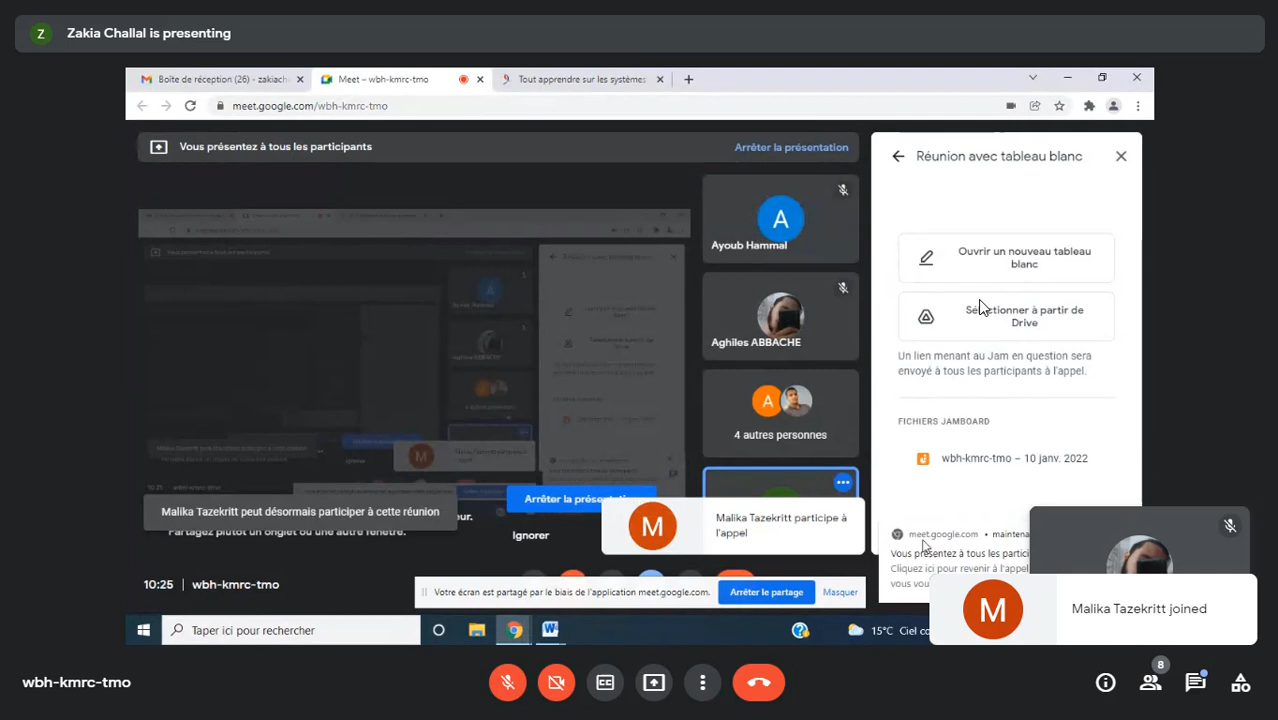 Z
Zakia Challal is presenting
Boîte de réception (26) - zakiach
Meet – wbh-kmrc-tmo
Tout apprendre sur les systèmes
meet.google.com/wbh-kmrc-tmo
Vous présentez à tous les participants
Arrêter la présentation
Réunion avec tableau blanc
A
Ayoub Hammal
Ouvrir un nouveau tableau
blanc
Sélectionner à partir de
Drive
Aghiles ABBACHE
Un lien menant au Jam en question sera
envoyé à tous les participants à l'appel.
A
4 autres personnes
FICHIERS JAMBOARD
wbh-kmrc-tmo – 10 janv. 2022
Malika Tazekritt peut désormais participer à cette réunion
Arrêter la présentation
eur.
Partagez plutôt un onglet ou une autre fenêtre.
Ignorer
M
Malika Tazekritt participe à
l'appel
meet.google.com • maintena
Vous présentez à tous les partici
Cliquez ici pour revenir à l'appel
vous vou
10:25
wbh-kmrc-tmo
Votre écran est partagé par le biais de l'application meet.google.com.
Arrêter le partage
Masquer
M
Malika Tazekritt joined
Taper ici pour rechercher
15°C Ciel co
wbh-kmrc-tmo
CC
8